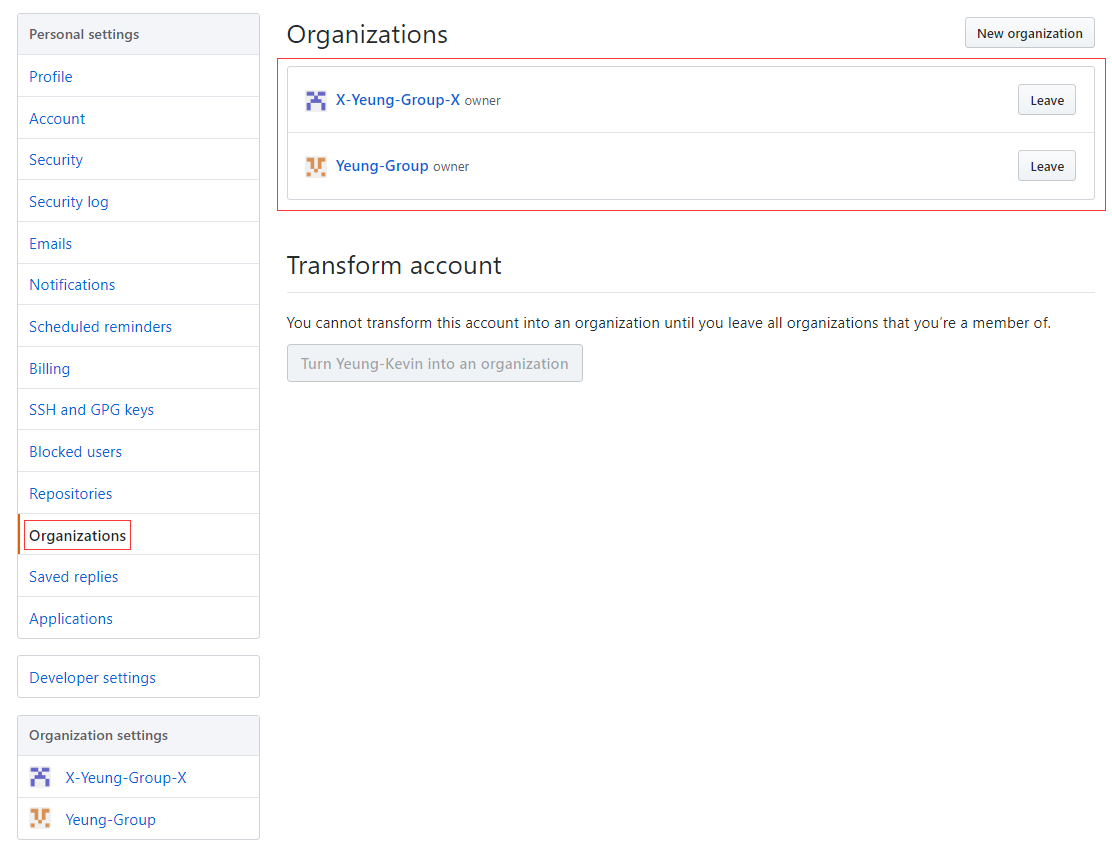 Personal settings
Profile
Account
Security
Security log
Emails
Notifications
Scheduled reminders
Billing
SSH and GPG keys
Blocked users
Repositories
Organizations
Saved replies
Applications
Developer settings
Organization settings
X-Yeung-Group-X
Yeung-Group
Organizations
New organization
X-Yeung-Group-X owner
Leave
Yeung-Group owner
Leave
Transform account
You cannot transform this account into an organization until you leave all organizations that you’re a member of.
Turn Yeung-Kevin into an organization